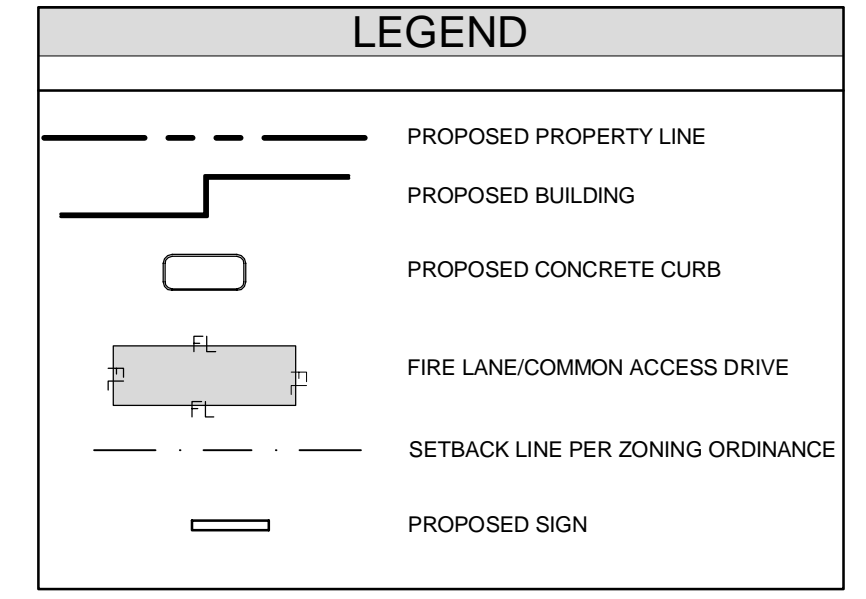 LEGEND
PROPOSED PROPERTY LINE
PROPOSED BUILDING
PROPOSED CONCRETE CURB
FL
FL
FL
FL
FIRE LANE/COMMON ACCESS DRIVE
SETBACK LINE PER ZONING ORDINANCE
PROPOSED SIGN